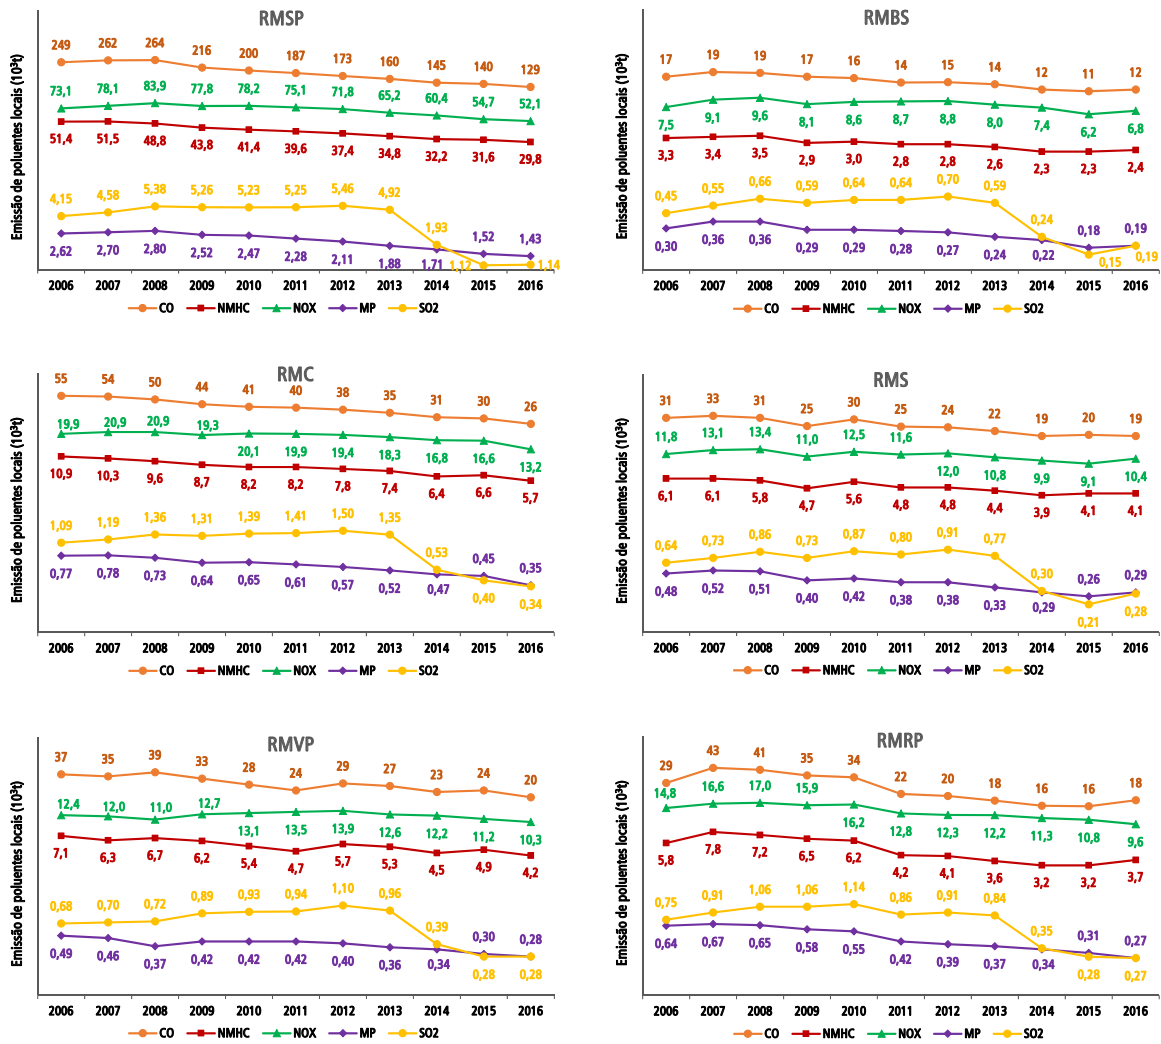 RMSP
Emissão de poluentes locais (10³t)
249 262 264 216 200 187 173 160 145 140 129
73,1 78,1 83,9 77,8 78,2 75,1 71,8 65,2 60,4 54,7 52,1
51,4 51,5 48,8 43,8 41,4 39,6 37,4 34,8 32,2 31,6 29,8
4,15 4,58 5,38 5,26 5,23 5,25 5,46 4,92 1,93 1,12 1,14
2,62 2,70 2,80 2,52 2,47 2,28 2,11 1,88 1,71 1,52 1,43
2006 2007 2008 2009 2010 2011 2012 2013 2014 2015 2016
CO NMHC NOX MP SO2
RMBS
Emissão de poluentes locais (10³t)
17 19 19 17 16 14 15 14 12 11 12
7,5 9,1 9,6 8,1 8,6 8,7 8,8 8,0 7,4 6,2 6,8
3,3 3,4 3,5 2,9 3,0 2,8 2,8 2,6 2,3 2,3 2,4
0,45 0,55 0,66 0,59 0,64 0,64 0,70 0,59 0,24 0,15 0,19
0,30 0,36 0,36 0,29 0,29 0,28 0,27 0,24 0,22 0,18 0,19
2006 2007 2008 2009 2010 2011 2012 2013 2014 2015 2016
CO NMHC NOX MP SO2
RMC
Emissão de poluentes locais (10³t)
55 54 50 44 41 40 38 35 31 30 26
19,9 20,9 20,9 19,3 20,1 19,9 19,4 18,3 16,8 16,6 13,2
10,9 10,3 9,6 8,7 8,2 8,2 7,8 7,4 6,4 6,6 5,7
1,09 1,19 1,36 1,31 1,39 1,41 1,50 1,35 0,53 0,40 0,34
0,77 0,78 0,73 0,64 0,65 0,61 0,57 0,52 0,47 0,45 0,35
2006 2007 2008 2009 2010 2011 2012 2013 2014 2015 2016
CO NMHC NOX MP SO2
RMS
Emissão de poluentes locais (10³t)
31 33 31 25 30 25 24 22 19 20 19
11,8 13,1 13,4 11,0 12,5 11,6 12,0 10,8 9,9 9,1 10,4
6,1 6,1 5,8 4,7 5,6 4,8 4,8 4,4 3,9 4,1 4,1
0,64 0,73 0,86 0,73 0,87 0,80 0,91 0,77 0,30 0,21 0,28
0,48 0,52 0,51 0,40 0,42 0,38 0,38 0,33 0,29 0,26 0,29
2006 2007 2008 2009 2010 2011 2012 2013 2014 2015 2016
CO NMHC NOX MP SO2
RMVP
Emissão de poluentes locais (10³t)
37 35 39 33 28 24 29 27 23 24 20
12,4 12,0 11,0 12,7 13,1 13,5 13,9 12,6 12,2 11,2 10,3
7,1 6,3 6,7 6,2 5,4 4,7 5,7 5,3 4,5 4,9 4,2
0,68 0,70 0,72 0,89 0,93 0,94 1,10 0,96 0,39 0,28 0,28
0,49 0,46 0,37 0,42 0,42 0,42 0,40 0,36 0,34 0,30 0,28
2006 2007 2008 2009 2010 2011 2012 2013 2014 2015 2016
CO NMHC NOX MP SO2
RMRP
Emissão de poluentes locais (10³t)
29 43 41 35 34 22 20 18 16 16 18
14,8 16,6 17,0 15,9 16,2 12,8 12,3 12,2 11,3 10,8 9,6
5,8 7,8 7,2 6,5 6,2 4,2 4,1 3,6 3,2 3,2 3,7
0,75 0,91 1,06 1,06 1,14 0,86 0,91 0,84 0,35 0,28 0,27
0,64 0,67 0,65 0,58 0,55 0,42 0,39 0,37 0,34 0,31 0,27
2006 2007 2008 2009 2010 2011 2012 2013 2014 2015 2016
CO NMHC NOX MP SO2